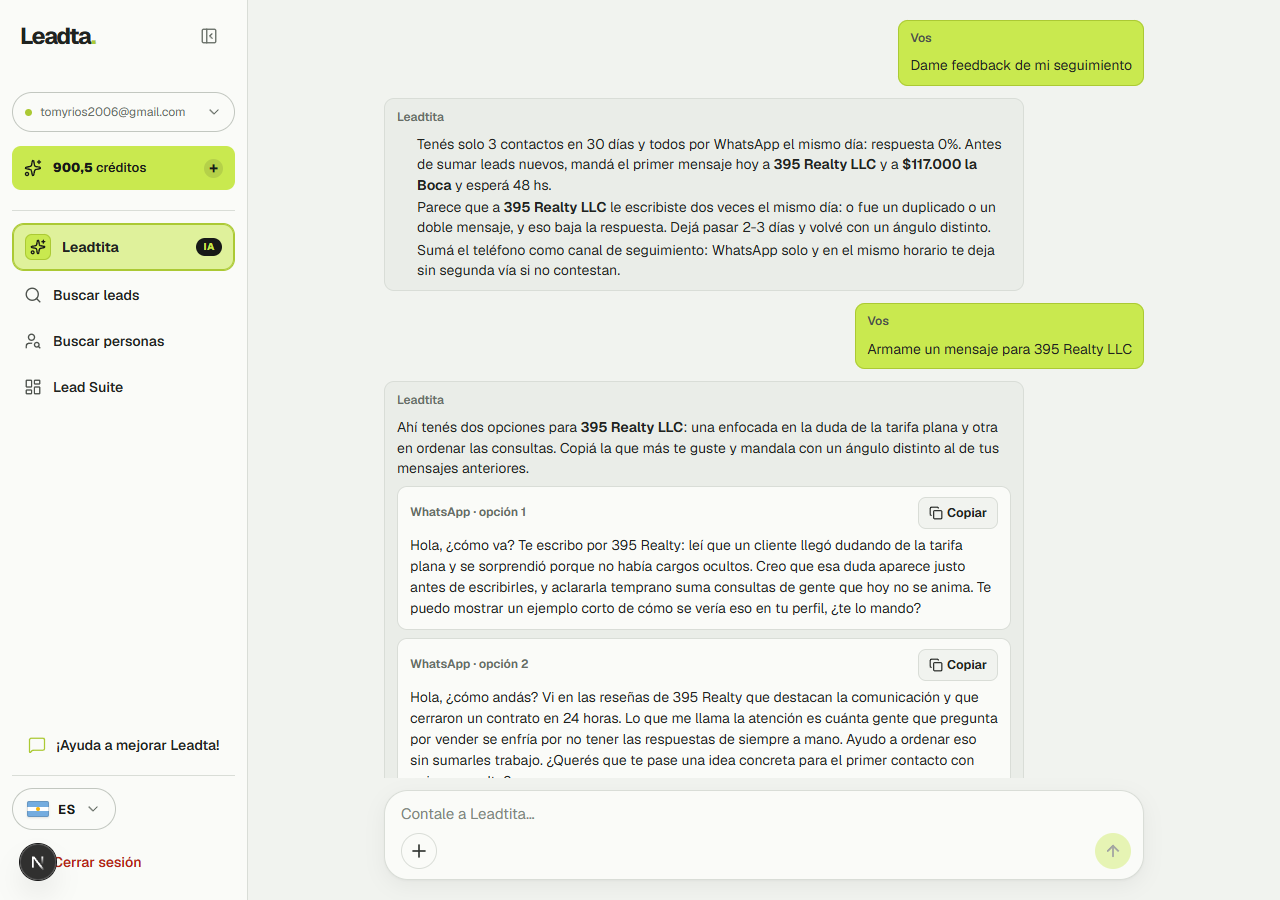 Leadta.
tomyrios2006@gmail.com
900,5 créditos
+
Leadtita
IA
Buscar leads
Buscar personas
Lead Suite
¡Ayuda a mejorar Leadta!
ES
N
Cerrar sesión
Vos
Dame feedback de mi seguimiento
Leadtita
Tenés solo 3 contactos en 30 días y todos por WhatsApp el mismo día: respuesta 0%. Antes
de sumar leads nuevos, mandá el primer mensaje hoy a 395 Realty LLC y a $117.000 la
Boca y esperá 48 hs.
Parece que a 395 Realty LLC le escribiste dos veces el mismo día: o fue un duplicado o un
doble mensaje, y eso baja la respuesta. Dejá pasar 2-3 días y volvé con un ángulo distinto.
Sumá el teléfono como canal de seguimiento: WhatsApp solo y en el mismo horario te deja
sin segunda vía si no contestan.
Vos
Armame un mensaje para 395 Realty LLC
Leadtita
Ahí tenés dos opciones para 395 Realty LLC: una enfocada en la duda de la tarifa plana y otra
en ordenar las consultas. Copiá la que más te guste y mandala con un ángulo distinto al de tus
mensajes anteriores.
WhatsApp · opción 1
Copiar
Hola, ¿cómo va? Te escribo por 395 Realty: leí que un cliente llegó dudando de la tarifa
plana y se sorprendió porque no había cargos ocultos. Creo que esa duda aparece justo
antes de escribirles, y aclararla temprano suma consultas de gente que hoy no se anima. Te
puedo mostrar un ejemplo corto de cómo se vería eso en tu perfil, ¿te lo mando?
WhatsApp · opción 2
Copiar
Hola, ¿cómo andás? Vi en las reseñas de 395 Realty que destacan la comunicación y que
cerraron un contrato en 24 horas. Lo que me llama la atención es cuánta gente que pregunta
por vender se enfría por no tener las respuestas de siempre a mano. Ayudo a ordenar eso
sin sumarles trabajo. ¿Querés que te pase una idea concreta para el primer contacto con
Contale a Leadtita...